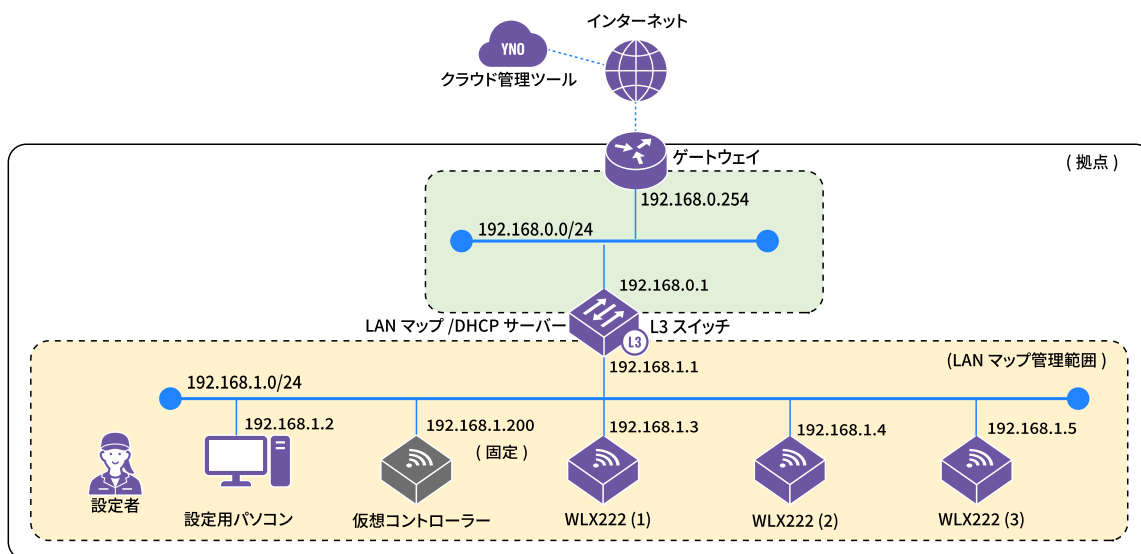 インターネット
YNO
クラウド管理ツール
ゲートウェイ
( 拠点 )
192.168.0.254
192.168.0.0/24
192.168.0.1
LAN マップ /DHCP サーバー
L3 スイッチ
L3
(LAN マップ管理範囲 )
192.168.1.1
192.168.1.0/24
192.168.1.2
192.168.1.200
( 固定 )
192.168.1.3
192.168.1.4
192.168.1.5
設定者
設定用パソコン
仮想コントローラー
WLX222 (1)
WLX222 (2)
WLX222 (3)